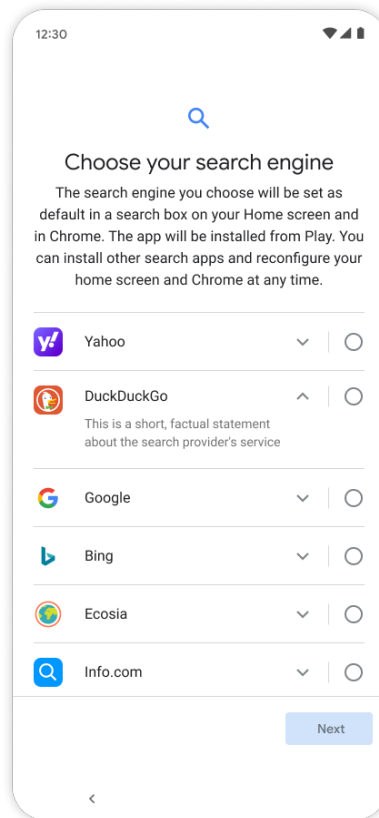 12:30
Choose your search engine
The search engine you choose will be set as
default in a search box on your Home screen and
in Chrome. The app will be installed from Play. You
can install other search apps and reconfigure your
home screen and Chrome at any time.
y!
Yahoo
DuckDuckGo
This is a short, factual statement
about the search provider's service
G
Google
b
Bing
Ecosia
Info.com
Next